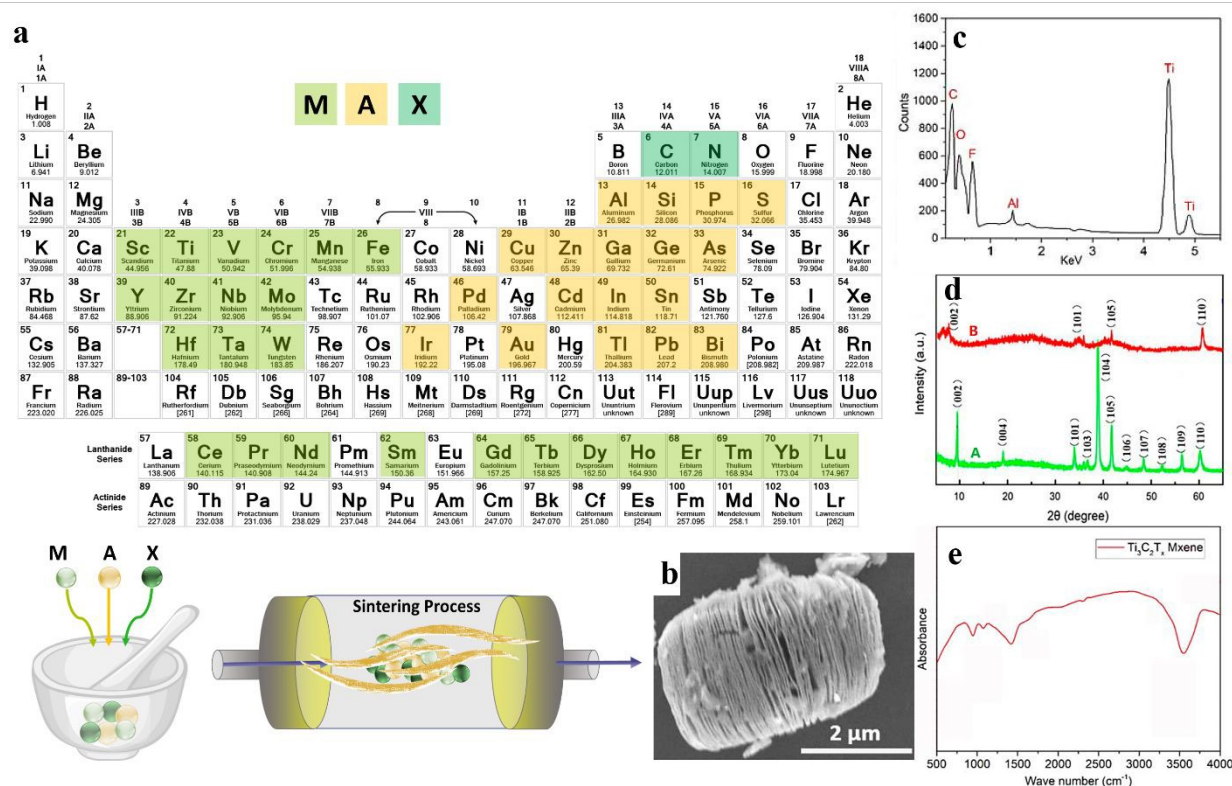 a
1
IA
1A
18
VIIIA
8A
M A X
2
IIA
2A
13 14 15 16 17
IIIA IVA VA VIA VIIA
3A 4A 5A 6A 7A
1 2
H He
Hydrogen Helium
1.008 4.003
3 4 5 6 7 8 9 10
Li Be B C N O F Ne
Lithium Beryllium Boron Carbon Nitrogen Oxygen Fluorine Neon
6.941 9.012 10.811 12.011 14.007 15.999 18.998 20.180
3 4 5 6 7 8 9 10 11 12
IIIB IVB VB VIB VIIB VIII IB IIB
3B 4B 5B 6B 7B 8 1B 2B
11 12 13 14 15 16 17 18
Na Mg Al Si P S Cl Ar
Sodium Magnesium Aluminum Silicon Phosphorus Sulfur Chlorine Argon
22.990 24.305 26.982 28.086 30.974 32.066 35.453 39.948
19 20 21 22 23 24 25 26 27 28 29 30 31 32 33 34 35 36
K Ca Sc Ti V Cr Mn Fe Co Ni Cu Zn Ga Ge As Se Br Kr
Potassium Calcium Scandium Titanium Vanadium Chromium Manganese Iron Cobalt Nickel Copper Zinc Gallium Germanium Arsenic Selenium Bromine Krypton
39.098 40.078 44.956 47.88 50.942 51.996 54.938 55.933 58.933 58.693 63.546 65.39 69.732 72.61 74.922 78.09 79.904 84.80
37 38 39 40 41 42 43 44 45 46 47 48 49 50 51 52 53 54
Rb Sr Y Zr Nb Mo Tc Ru Rh Pd Ag Cd In Sn Sb Te I Xe
Rubidium Strontium Yttrium Zirconium Niobium Molybdenum Technetium Ruthenium Rhodium Palladium Silver Cadmium Indium Tin Antimony Tellurium Iodine Xenon
84.468 87.62 88.906 91.224 92.906 95.94 98.907 101.07 102.906 106.42 107.868 112.411 114.818 118.71 121.760 127.6 126.904 131.29
55 56 57-71 72 73 74 75 76 77 78 79 80 81 82 83 84 85 86
Cs Ba Hf Ta W Re Os Ir Pt Au Hg Tl Pb Bi Po At Rn
Cesium Barium Hafnium Tantalum Tungsten Rhenium Osmium Iridium Platinum Gold Mercury Thallium Lead Bismuth Polonium Astatine Radon
132.905 137.327 178.49 180.948 183.85 186.207 190.23 192.22 195.08 196.967 200.59 204.383 207.2 208.980 [208.982] 209.987 222.018
87 88 89-103 104 105 106 107 108 109 110 111 112 113 114 115 116 117 118
Fr Ra Rf Db Sg Bh Hs Mt Ds Rg Cn Uut Fl Uup Lv Uus Uuo
Francium Radium Rutherfordium Dubnium Seaborgium Bohrium Hassium Meitnerium Darmstadtium Roentgenium Copernicium Ununtrium Flerovium Ununpentium Livermorium Ununseptium Ununoctium
223.020 226.025 [261] [262] [266] [264] [269] [268] [269] [272] [277] unknown [289] unknown [298] unknown unknown
Lanthanide Series
57 58 59 60 61 62 63 64 65 66 67 68 69 70 71
La Ce Pr Nd Pm Sm Eu Gd Tb Dy Ho Er Tm Yb Lu
Lanthanum Cerium Praseodymium Neodymium Promethium Samarium Europium Gadolinium Terbium Dysprosium Holmium Erbium Thulium Ytterbium Lutetium
138.906 140.115 140.908 144.24 144.913 150.36 151.966 157.25 158.925 162.50 164.930 167.26 168.934 173.04 174.967
Actinide Series
89 90 91 92 93 94 95 96 97 98 99 100 101 102 103
Ac Th Pa U Np Pu Am Cm Bk Cf Es Fm Md No Lr
Actinium Thorium Protactinium Uranium Neptunium Plutonium Americium Curium Berkelium Californium Einsteinium Fermium Mendelevium Nobelium Lawrencium
227.028 232.038 231.036 238.029 237.048 244.064 243.061 247.070 247.070 251.080 [254] 257.095 258.1 259.101 [262]
M A X
Sintering Process
b
2 μm
c
1600
1400
1200
1000
800
600
400
200
0
Counts
C
O
F
Al
Ti
Ti
1 2 3 4 5
KeV
d
Intensity (a.u.)
(002) B (101) (105) (110)
(002) (004) A (101) (103) (104) (105) (106) (107) (108) (109) (110)
10 20 30 40 50 60
2θ (degree)
e
Ti₃C₂Tₓ Mxene
Absorbance
500 1000 1500 2000 2500 3000 3500 4000
Wave number (cm⁻¹)